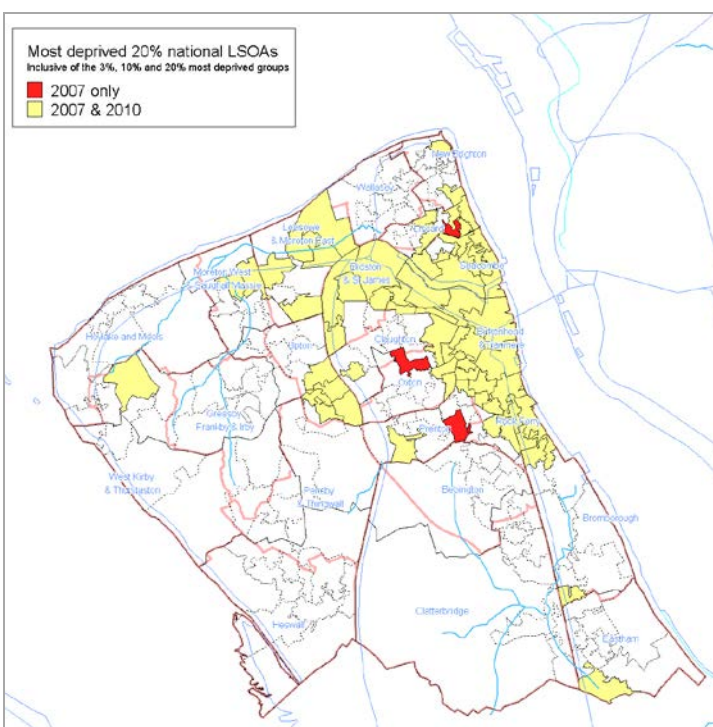 Most deprived 20% national LSOAs
Inclusive of the 3%, 10% and 20% most deprived groups
2007 only
2007 & 2010
New Brighton
Wallasey
Liscard
Leasowe
& Moreton East
Seacombe
Moreton West
& Saughall Massie
Bidston
& St James
Hoylake and Meols
Birkenhead
& Tranmere
Upton
Claughton
Oxton
Greasby
Frankby & Irby
Prenton
Rock Ferry
West Kirby
& Thurstaston
Pensby
& Thingwall
Bebington
Bromborough
Heswall
Clatterbridge
Eastham